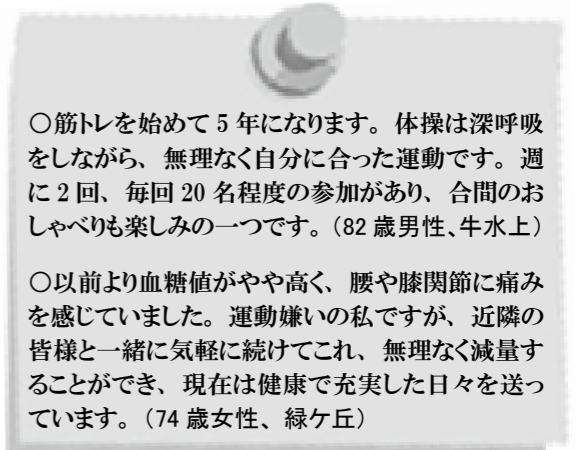 〇筋トレを始めて5年になります。体操は深呼吸
をしながら、無理なく自分に合った運動です。週
に2回、毎回20名程度の参加があり、合間のお
しゃべりも楽しみの一つです。（82歳男性、牛水上）
〇以前より血糖値がやや高く、腰や膝関節に痛み
を感じていました。運動嫌いの私ですが、近隣の
皆様と一緒に気軽に続けてこれ、無理なく減量す
ることができ、現在は健康で充実した日々を送っ
ています。（74歳女性、緑ケ丘）